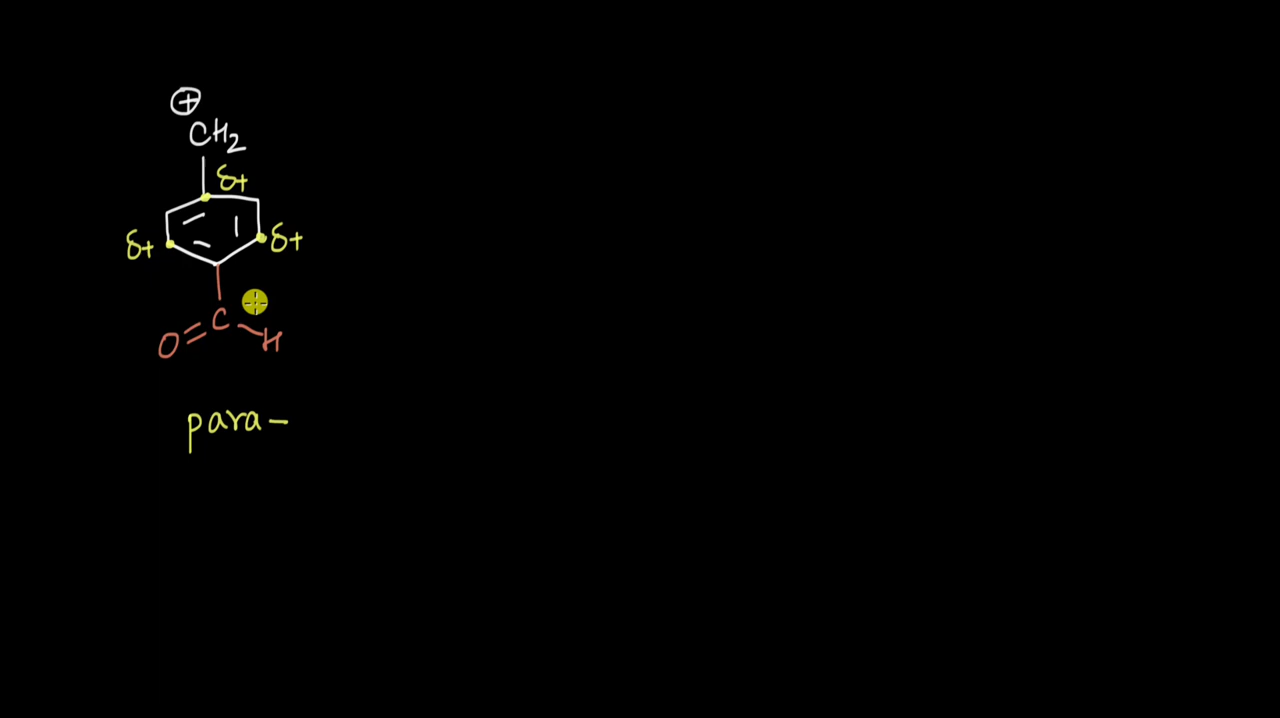 ⊕
CH₂
δ+
δ+ δ+
O=C-H
para-